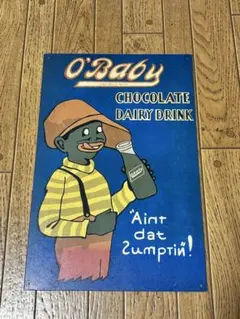 O'Baby
CHOCOLATE
DAIRY DRINK
"Aint
dat
sumptin'!